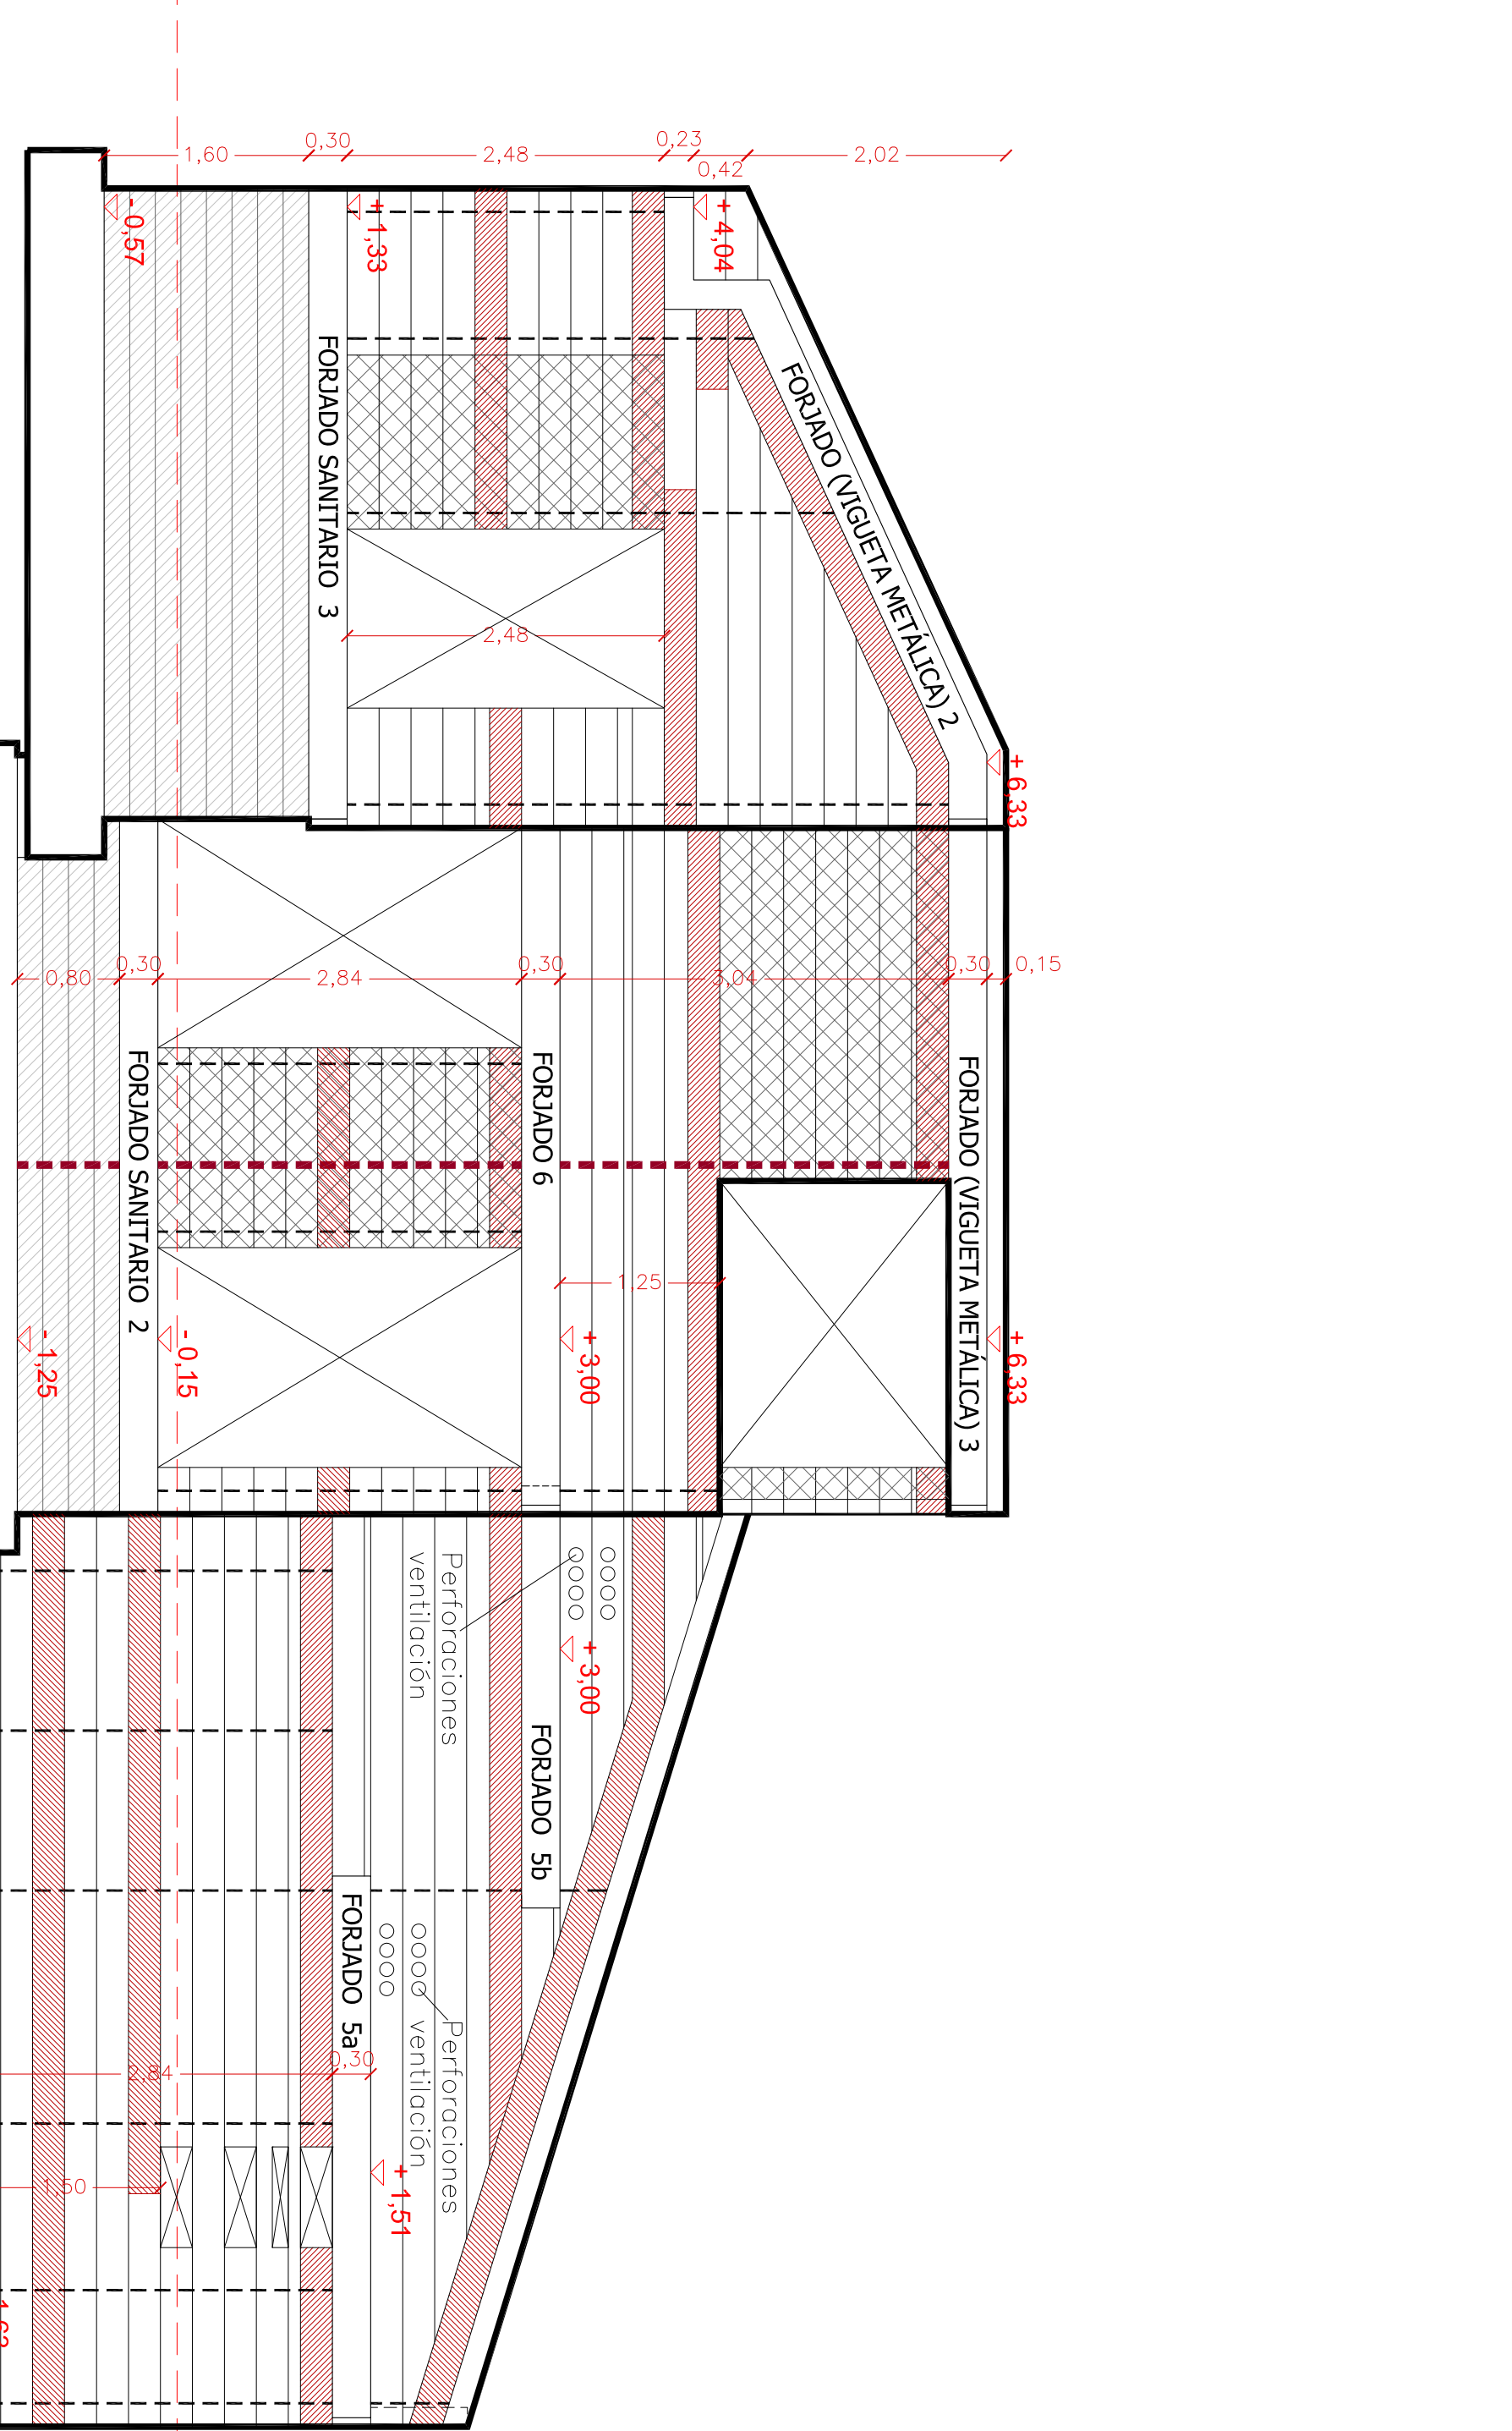 1,60
0,30
2,48
0,23
0,42
2,02
- 0,57
+ 1,33
+ 4,04
FORJADO SANITARIO 3
FORJADO (VIGUETA METÁLICA) 2
2,48
+ 6,33
0,80
0,30
2,84
0,30
3,04
0,30
0,15
FORJADO SANITARIO 2
FORJADO 6
FORJADO (VIGUETA METÁLICA) 3
1,25
- 1,25
- 0,15
+ 3,00
+ 6,33
Perforaciones
ventilación
+ 3,00
FORJADO 5b
FORJADO 5a
Perforaciones
ventilación
2,84
0,30
1,50
+ 1,51